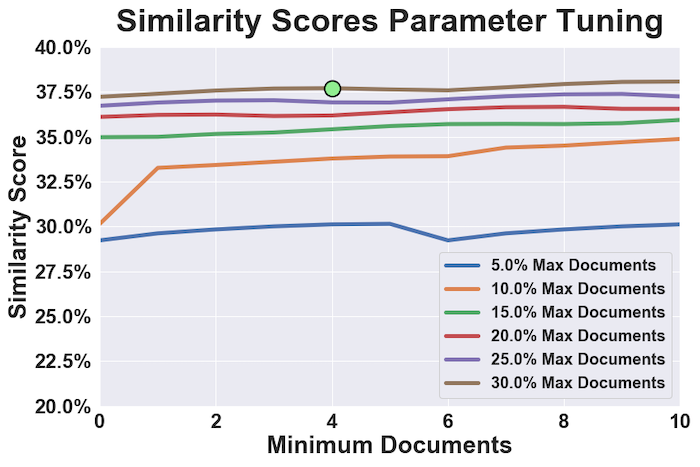 Similarity Scores Parameter Tuning
Similarity Score
40.0%
37.5%
35.0%
32.5%
30.0%
27.5%
25.0%
22.5%
20.0%
5.0% Max Documents
10.0% Max Documents
15.0% Max Documents
20.0% Max Documents
25.0% Max Documents
30.0% Max Documents
0 2 4 6 8 10
Minimum Documents